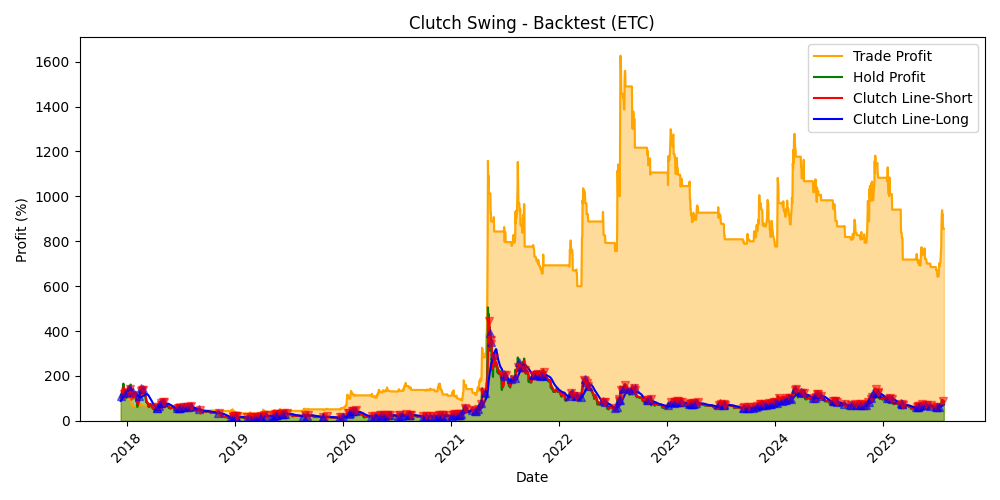 Clutch Swing - Backtest (ETC)
Trade Profit
Hold Profit
Clutch Line-Short
Clutch Line-Long
Profit (%)
1600
1400
1200
1000
800
600
400
200
0
2018
2019
2020
2021
2022
2023
2024
2025
Date